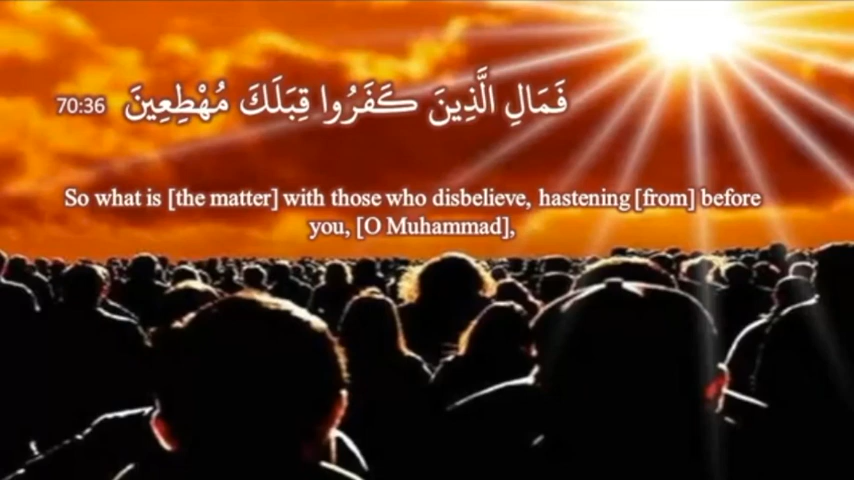 70:36 فَمَالِ الَّذِينَ كَفَرُوا قِبَلَكَ مُهْطِعِينَ
So what is [the matter] with those who disbelieve, hastening [from] before
you, [O Muhammad],